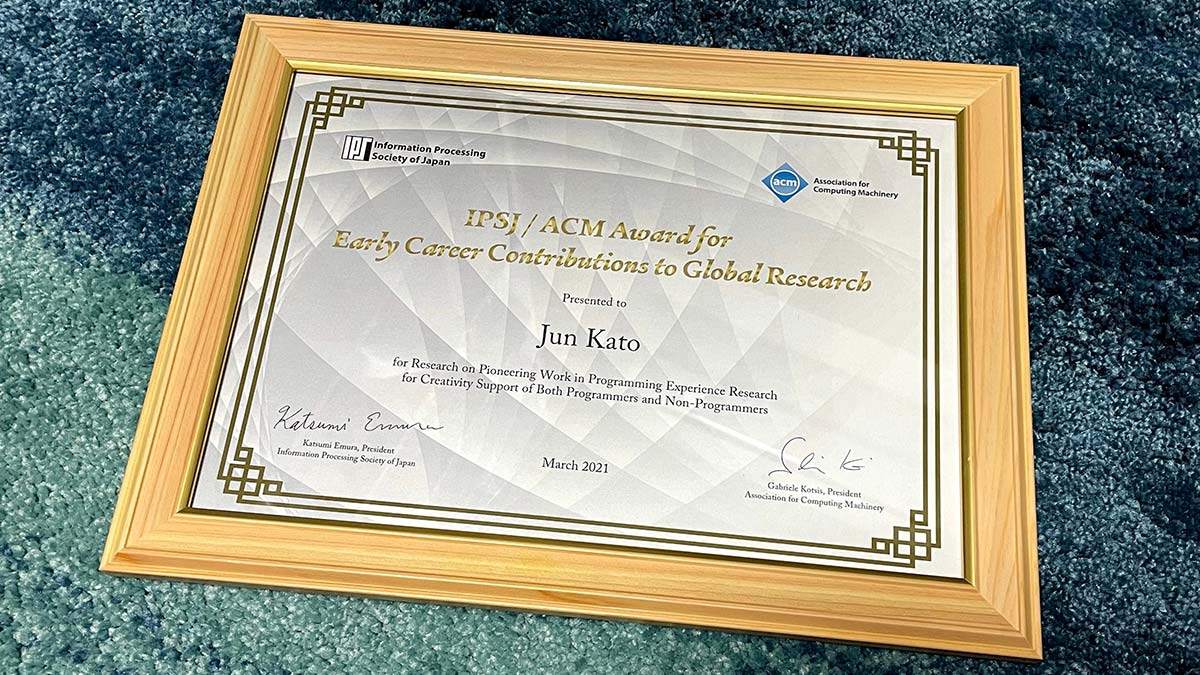 IPSJ Information Processing
Society of Japan
acm Association for
Computing Machinery
IPSJ / ACM Award for
Early Career Contributions to Global Research
Presented to
Jun Kato
for Research on Pioneering Work in Programming Experience Research
for Creativity Support of Both Programmers and Non-Programmers
Katsumi Emura
Katsumi Emura, President
Information Processing Society of Japan
March 2021
Gabriele Kotsis, President
Association for Computing Machinery